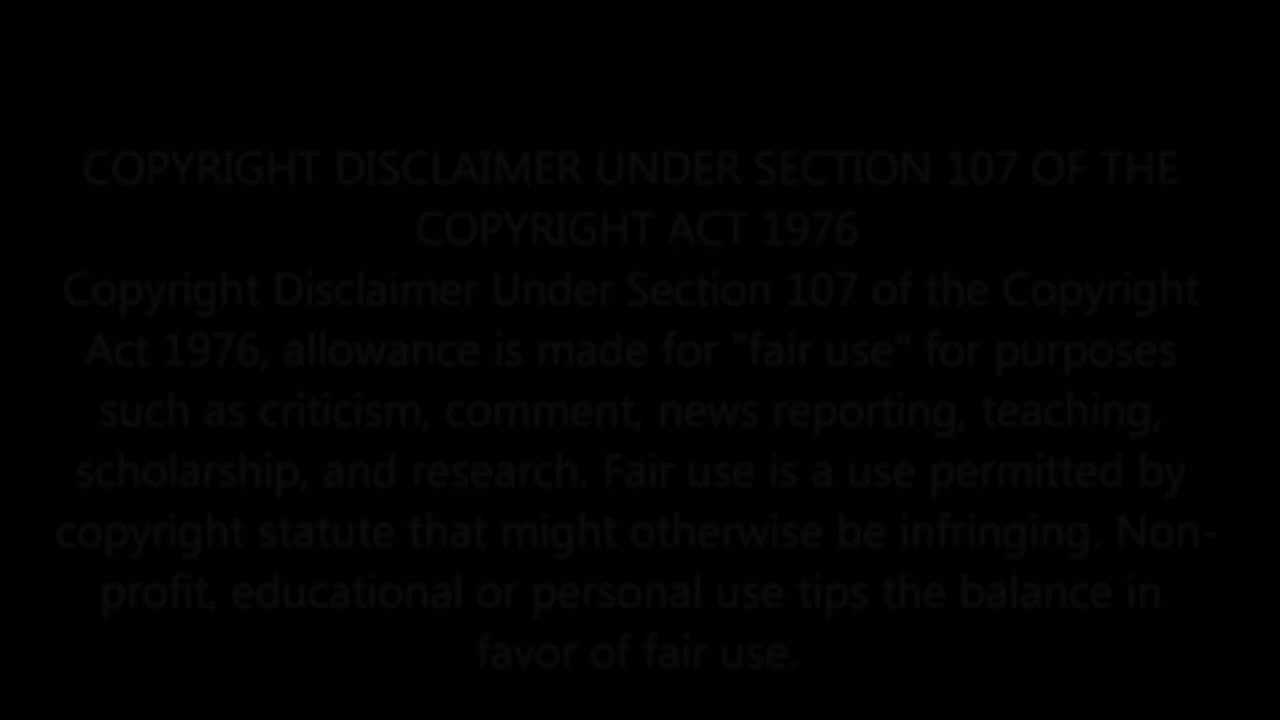 COPYRIGHT DISCLAIMER UNDER SECTION 107 OF THE
COPYRIGHT ACT 1976
Copyright Disclaimer Under Section 107 of the Copyright
Act 1976, allowance is made for "fair use" for purposes
such as criticism, comment, news reporting, teaching,
scholarship, and research. Fair use is a use permitted by
copyright statute that might otherwise be infringing. Non-
profit, educational or personal use tips the balance in
favor of fair use.